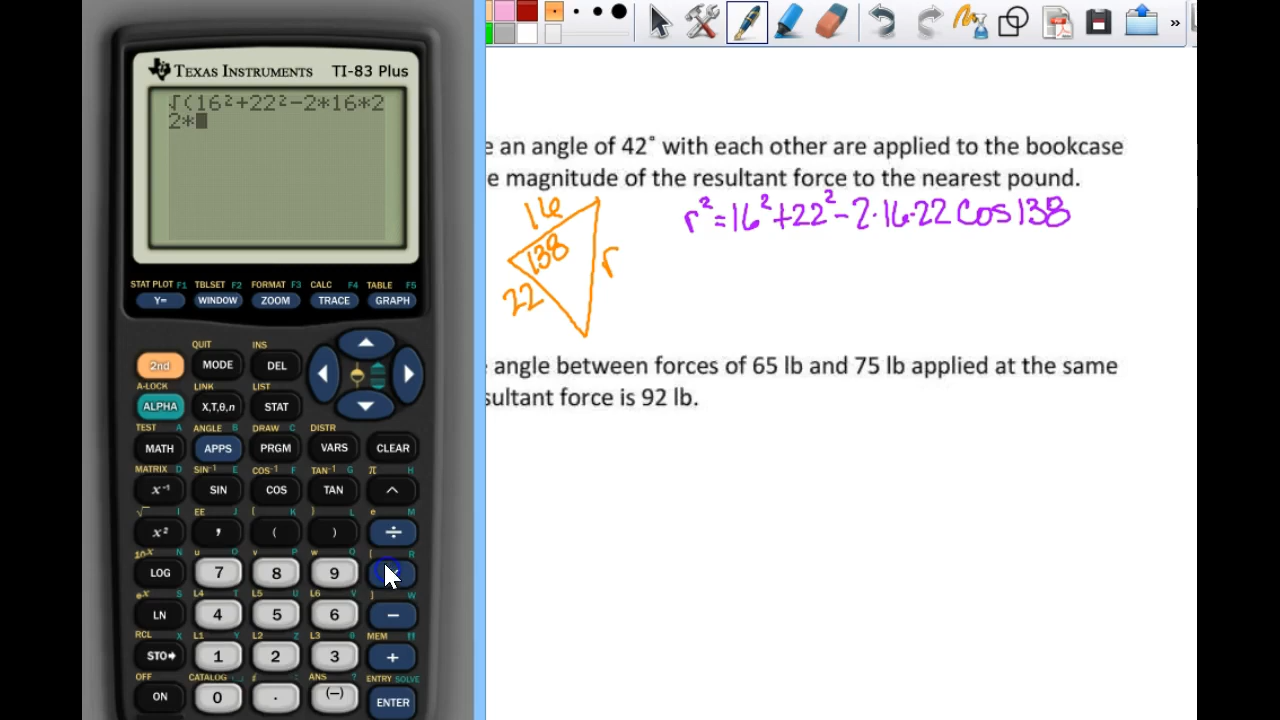 TEXAS INSTRUMENTS TI-83 Plus
√(16²+22²-2*16*2
2*
STAT PLOT F1 TBLSET F2 FORMAT F3 CALC F4 TABLE F5
Y= WINDOW ZOOM TRACE GRAPH
QUIT INS
2nd MODE DEL
A-LOCK LINK LIST
ALPHA X,T,θ,n STAT
TEST A ANGLE B DRAW C DISTR
MATH APPS PRGM VARS CLEAR
MATRIX D SIN⁻¹ E COS⁻¹ F TAN⁻¹ G π H
x⁻¹ SIN COS TAN ^
√ I EE J { K } L e M
x² , ( ) ÷
10ˣ N u O v P w Q [ R
LOG 7 8 9
eˣ S L4 T L5 U L6 V ] W
LN 4 5 6 −
RCL X L1 Y L2 Z L3 θ MEM "
STO➡ 1 2 3 +
OFF CATALOG i : ANS ? ENTRY SOLVE
ON 0 . (−) ENTER
»
e an angle of 42° with each other are applied to the bookcase
e magnitude of the resultant force to the nearest pound.
16
138
22
r
r²=16²+22²-2·16·22 cos 138
angle between forces of 65 lb and 75 lb applied at the same
sultant force is 92 lb.